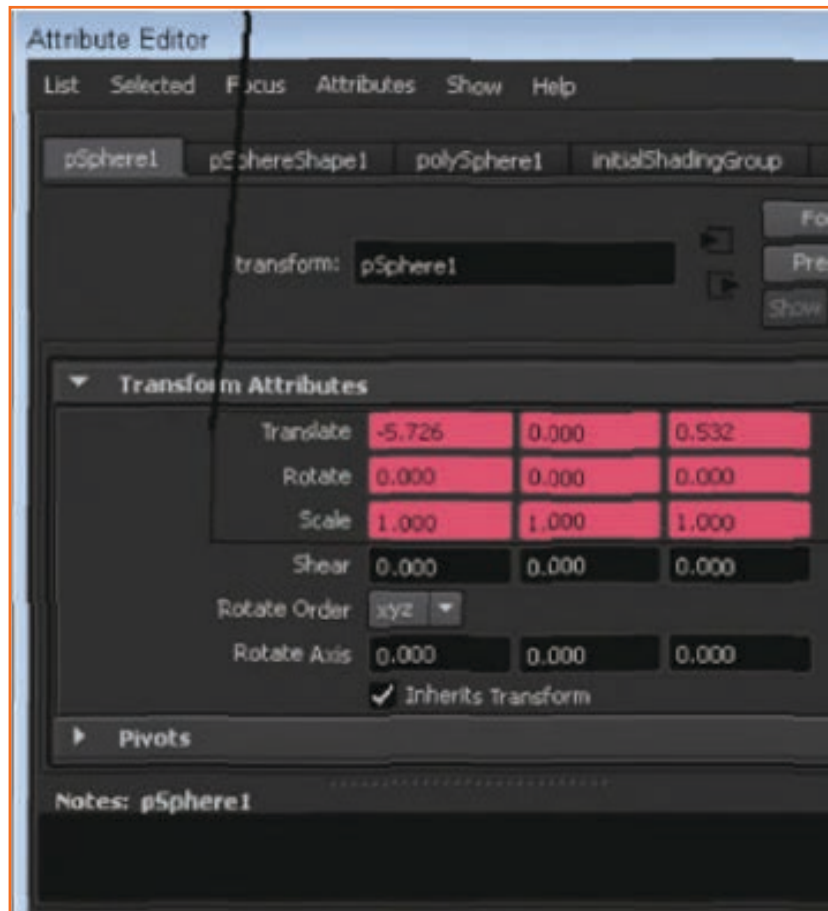 Attribute Editor
List Selected Focus Attributes Show Help
pSphere1 pSphereShape1 polySphere1 initialShadingGroup
transform: pSphere1
Show
Transform Attributes
Translate -5.726 0.000 0.532
Rotate 0.000 0.000 0.000
Scale 1.000 1.000 1.000
Shear 0.000 0.000 0.000
Rotate Order xyz
Rotate Axis 0.000 0.000 0.000
Inherits Transform
Pivots
Notes: pSphere1